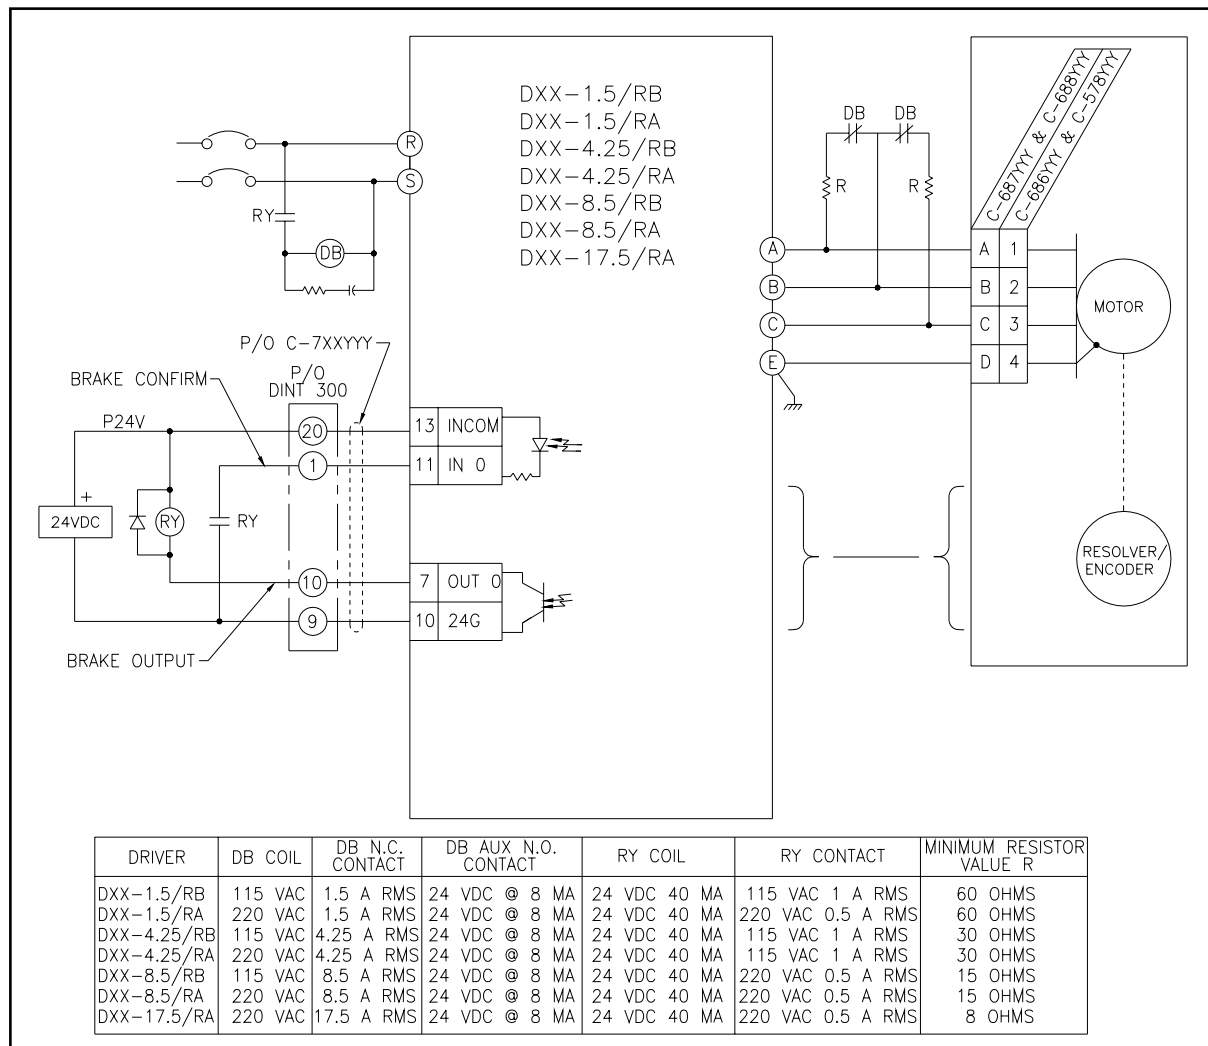 DXX-1.5/RB
DXX-1.5/RA
DXX-4.25/RB
DXX-4.25/RA
DXX-8.5/RB
DXX-8.5/RA
DXX-17.5/RA
R
S
RY
DB
DB DB
R R
C-687YYY & C-688YYY
C-686YYY & C-578YYY
A A 1
B B 2
C C 3
E D 4
MOTOR
RESOLVER/
ENCODER
P/O C-7XXYYY
P/O
DINT 300
BRAKE CONFIRM
P24V
20 13 INCOM
1 11 IN 0
+
24VDC
RY
RY
10 7 OUT 0
9 10 24G
BRAKE OUTPUT
DRIVER DB COIL DB N.C. CONTACT DB AUX N.O. CONTACT RY COIL RY CONTACT MINIMUM RESISTOR VALUE R
DXX-1.5/RB 115 VAC 1.5 A RMS 24 VDC @ 8 MA 24 VDC 40 MA 115 VAC 1 A RMS 60 OHMS
DXX-1.5/RA 220 VAC 1.5 A RMS 24 VDC @ 8 MA 24 VDC 40 MA 220 VAC 0.5 A RMS 60 OHMS
DXX-4.25/RB 115 VAC 4.25 A RMS 24 VDC @ 8 MA 24 VDC 40 MA 115 VAC 1 A RMS 30 OHMS
DXX-4.25/RA 220 VAC 4.25 A RMS 24 VDC @ 8 MA 24 VDC 40 MA 115 VAC 1 A RMS 30 OHMS
DXX-8.5/RB 115 VAC 8.5 A RMS 24 VDC @ 8 MA 24 VDC 40 MA 220 VAC 0.5 A RMS 15 OHMS
DXX-8.5/RA 220 VAC 8.5 A RMS 24 VDC @ 8 MA 24 VDC 40 MA 220 VAC 0.5 A RMS 15 OHMS
DXX-17.5/RA 220 VAC 17.5 A RMS 24 VDC @ 8 MA 24 VDC 40 MA 220 VAC 0.5 A RMS 8 OHMS